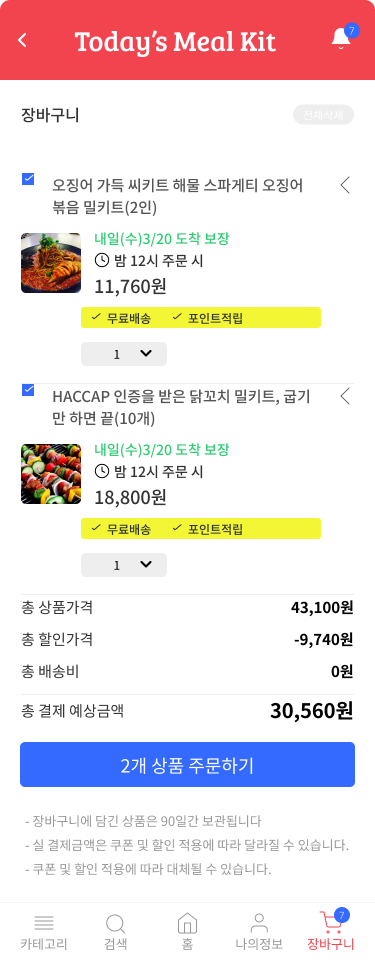 Today's Meal Kit
7
장바구니
전체삭제
오징어 가득 씨키트 해물 스파게티 오징어
볶음 밀키트(2인)
내일(수)3/20 도착 보장
밤 12시 주문 시
11,760원
무료배송 포인트적립
1
HACCAP 인증을 받은 닭꼬치 밀키트, 굽기
만 하면 끝(10개)
내일(수)3/20 도착 보장
밤 12시 주문 시
18,800원
무료배송 포인트적립
1
총 상품가격 43,100원
총 할인가격 -9,740원
총 배송비 0원
총 결제 예상금액 30,560원
2개 상품 주문하기
- 장바구니에 담긴 상품은 90일간 보관됩니다
- 실 결제금액은 쿠폰 및 할인 적용에 따라 달라질 수 있습니다.
- 쿠폰 및 할인 적용에 따라 대체될 수 있습니다.
7
카테고리 검색 홈 나의정보 장바구니